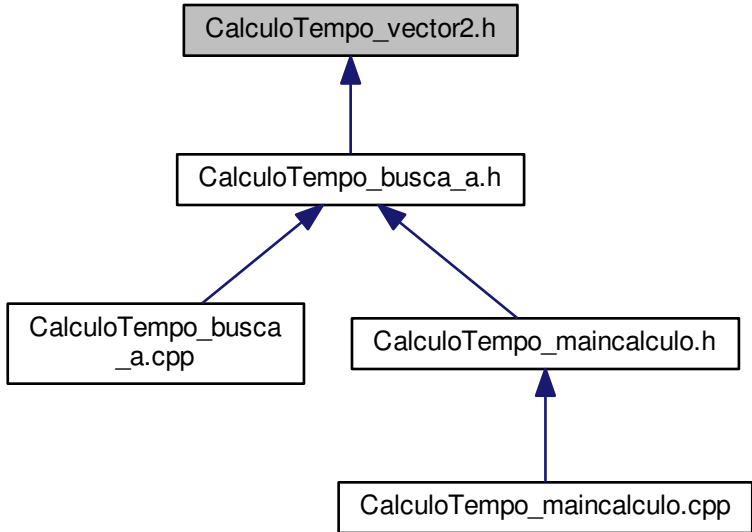 CalculoTempo_vector2.h
CalculoTempo_busca_a.h
CalculoTempo_busca
_a.cpp
CalculoTempo_maincalculo.h
CalculoTempo_maincalculo.cpp